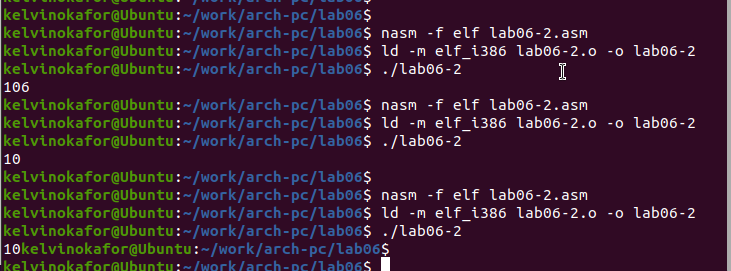 kelvinokafor@Ubuntu:~/work/arch-pc/lab06$
kelvinokafor@Ubuntu:~/work/arch-pc/lab06$ nasm -f elf lab06-2.asm
kelvinokafor@Ubuntu:~/work/arch-pc/lab06$ ld -m elf_i386 lab06-2.o -o lab06-2
kelvinokafor@Ubuntu:~/work/arch-pc/lab06$ ./lab06-2
106
kelvinokafor@Ubuntu:~/work/arch-pc/lab06$ nasm -f elf lab06-2.asm
kelvinokafor@Ubuntu:~/work/arch-pc/lab06$ ld -m elf_i386 lab06-2.o -o lab06-2
kelvinokafor@Ubuntu:~/work/arch-pc/lab06$ ./lab06-2
10
kelvinokafor@Ubuntu:~/work/arch-pc/lab06$
kelvinokafor@Ubuntu:~/work/arch-pc/lab06$ nasm -f elf lab06-2.asm
kelvinokafor@Ubuntu:~/work/arch-pc/lab06$ ld -m elf_i386 lab06-2.o -o lab06-2
kelvinokafor@Ubuntu:~/work/arch-pc/lab06$ ./lab06-2
10kelvinokafor@Ubuntu:~/work/arch-pc/lab06$
kelvinokafor@Ubuntu:~/work/arch-pc/lab06$